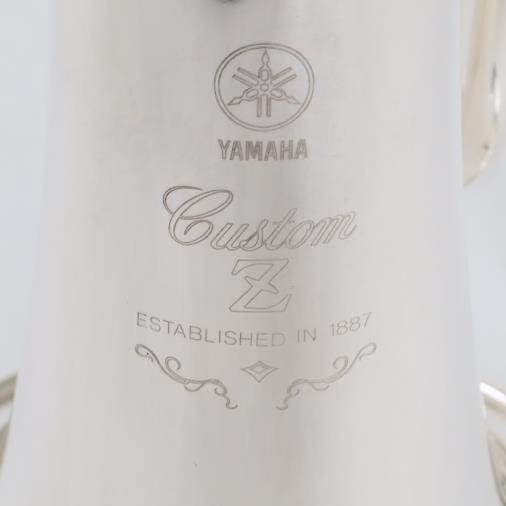 YAMAHA
Custom
Z
ESTABLISHED IN 1887